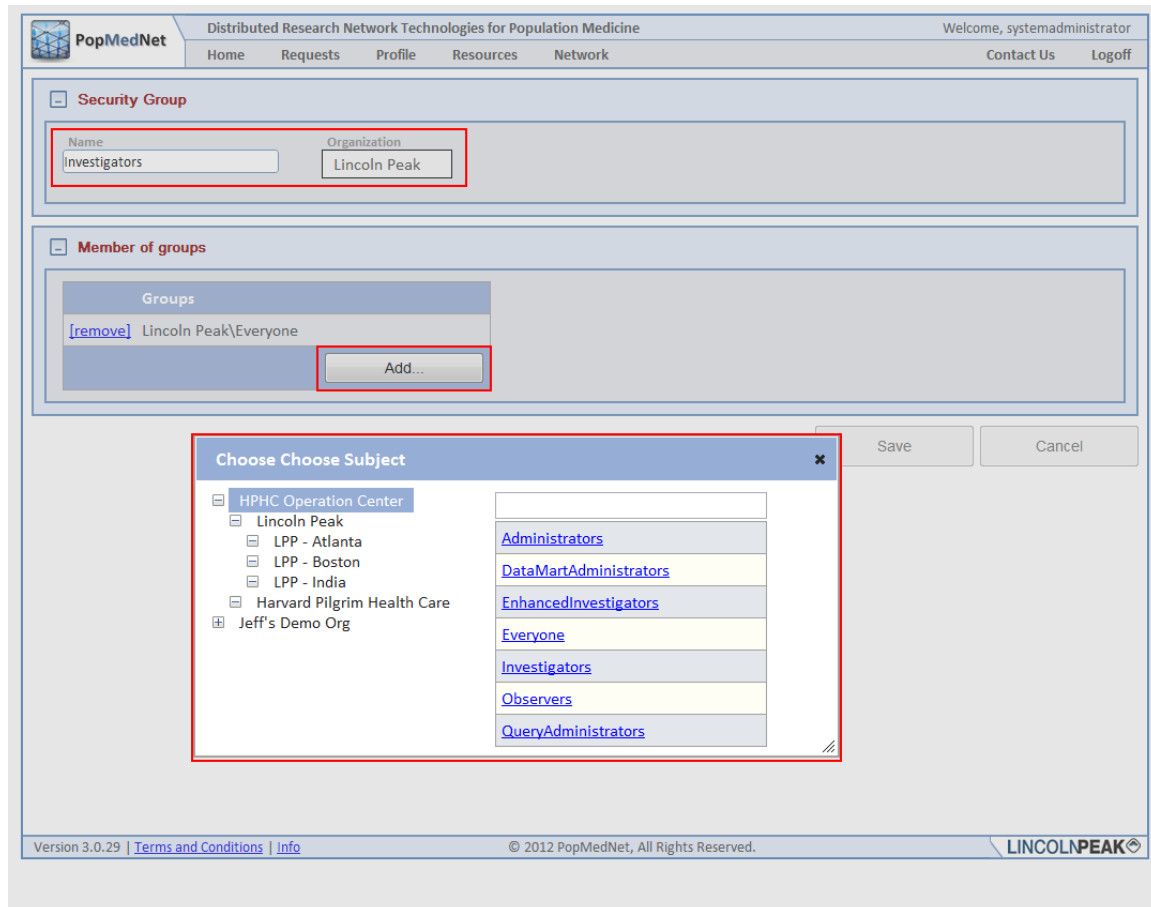 PopMedNet
Distributed Research Network Technologies for Population Medicine
Welcome, systemadministrator
Home Requests Profile Resources Network
Contact Us Logoff
Security Group
Name Organization
Investigators Lincoln Peak
Member of groups
Groups
[remove] Lincoln Peak\Everyone
Add...
Save Cancel
Choose Choose Subject
HPHC Operation Center
Lincoln Peak
LPP - Atlanta
LPP - Boston
LPP - India
Harvard Pilgrim Health Care
Jeff's Demo Org
Administrators
DataMartAdministrators
EnhancedInvestigators
Everyone
Investigators
Observers
QueryAdministrators
Version 3.0.29 | Terms and Conditions | Info
© 2012 PopMedNet, All Rights Reserved.
LINCOLNPEAK